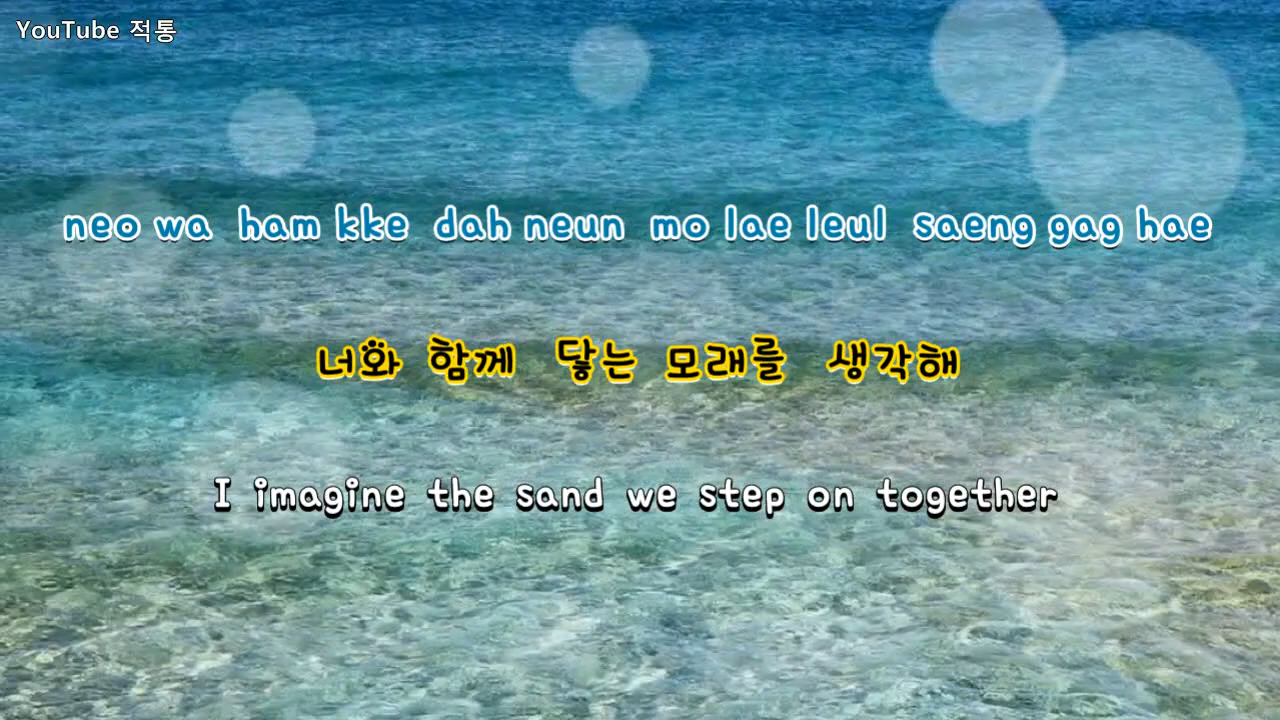 YouTube 적통
neo wa ham kke dah neun mo lae leul saeng gag hae
너와 함께 닿는 모래를 생각해
I imagine the sand we step on together